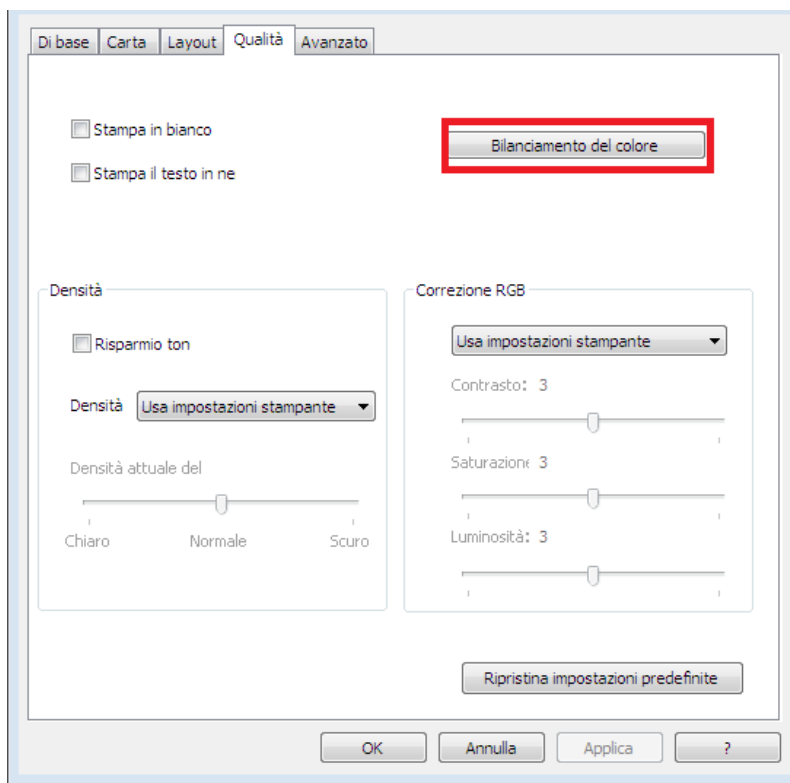 Di base Carta Layout Qualità Avanzato
Stampa in bianco
Bilanciamento del colore
Stampa il testo in ne
Densità
Risparmio ton
Densità Usa impostazioni stampante
Densità attuale del
Chiaro Normale Scuro
Correzione RGB
Usa impostazioni stampante
Contrasto: 3
Saturazione 3
Luminosità: 3
Ripristina impostazioni predefinite
OK Annulla Applica ?